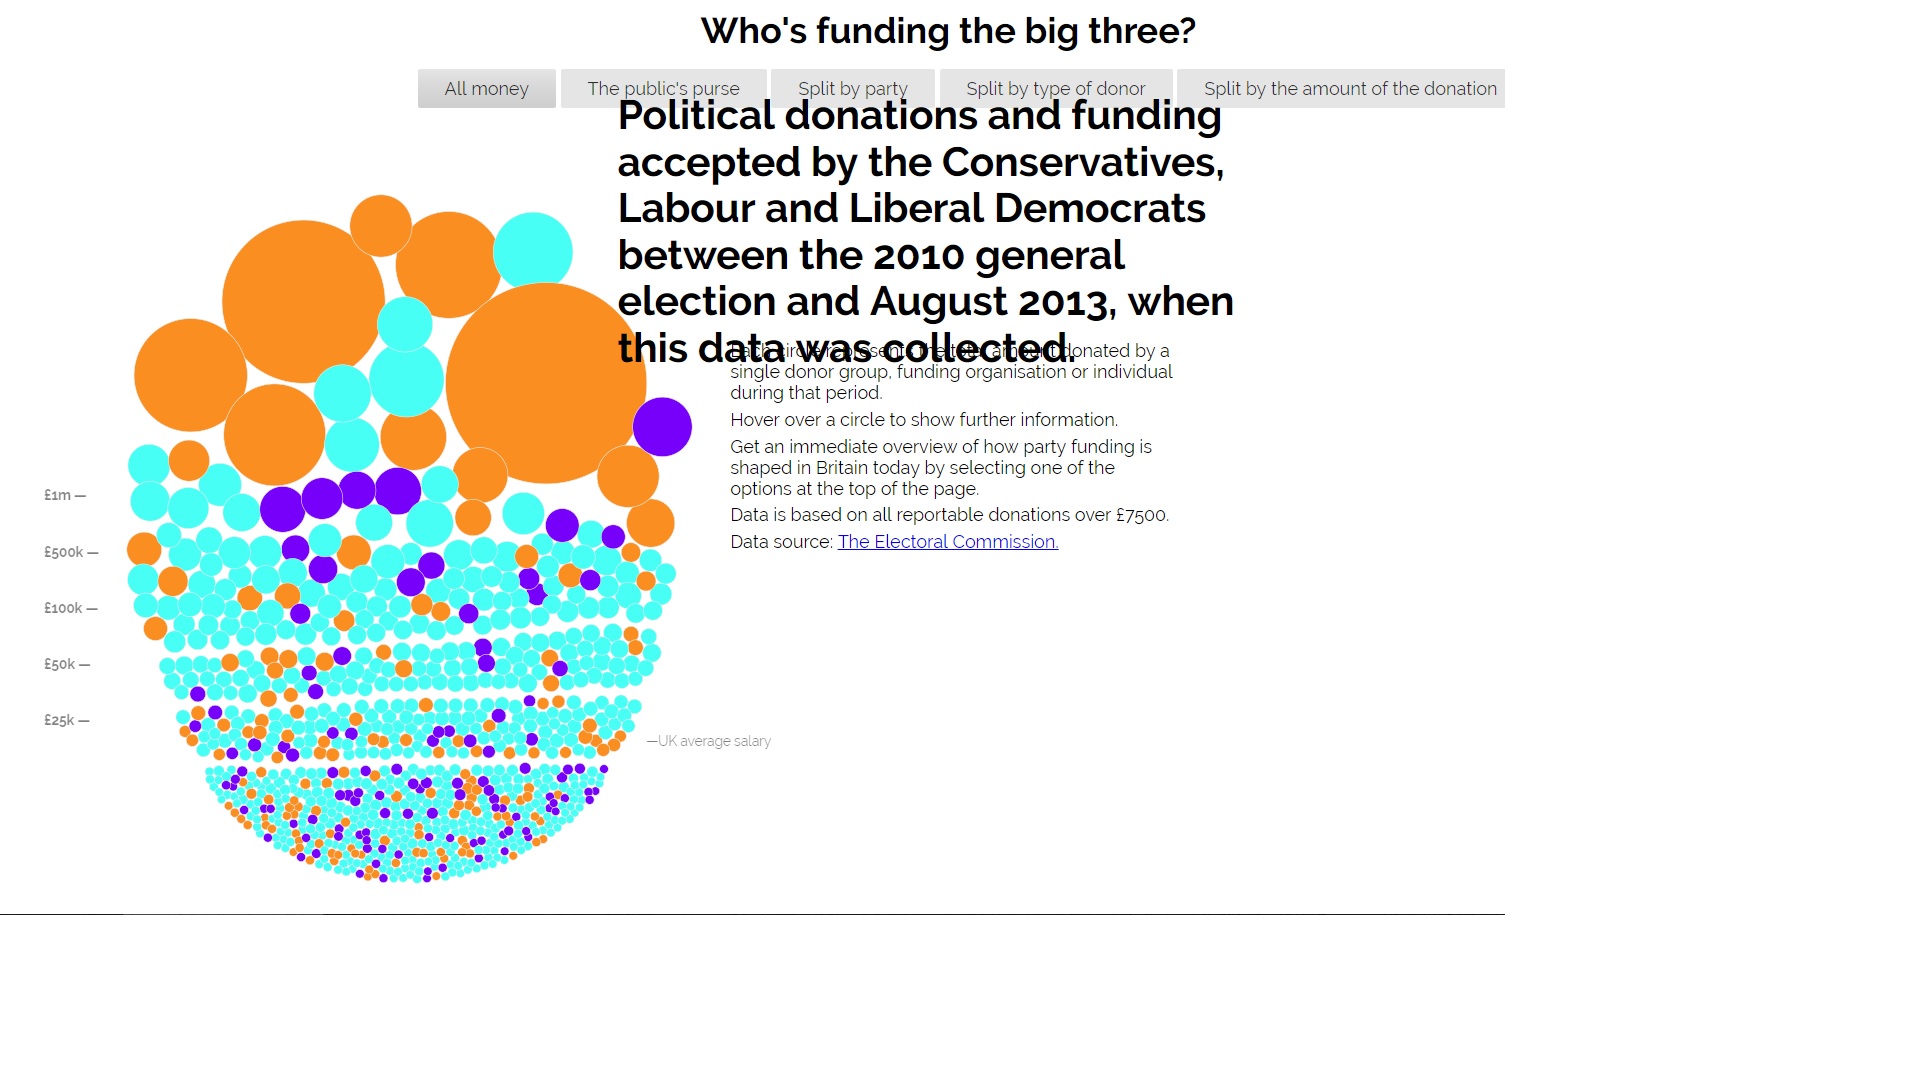 Who's funding the big three?
All money
The public's purse
Split by party
Split by type of donor
Split by the amount of the donation
Political donations and funding
accepted by the Conservatives,
Labour and Liberal Democrats
between the 2010 general
election and August 2013, when
this data was collected.
Each circle represents the total amount donated by a
single donor group, funding organisation or individual
during that period.
Hover over a circle to show further information.
Get an immediate overview of how party funding is
shaped in Britain today by selecting one of the
options at the top of the page.
Data is based on all reportable donations over £7500.
Data source: The Electoral Commission.
£1m —
£500k —
£100k —
£50k —
£25k —
—UK average salary